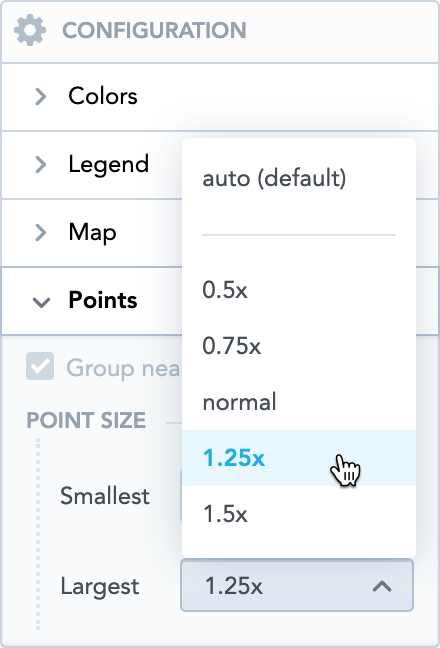 CONFIGURATION
Colors
Legend
Map
Points
Group nea
POINT SIZE
Smallest
Largest
auto (default)
0.5x
0.75x
normal
1.25x
1.5x
1.25x